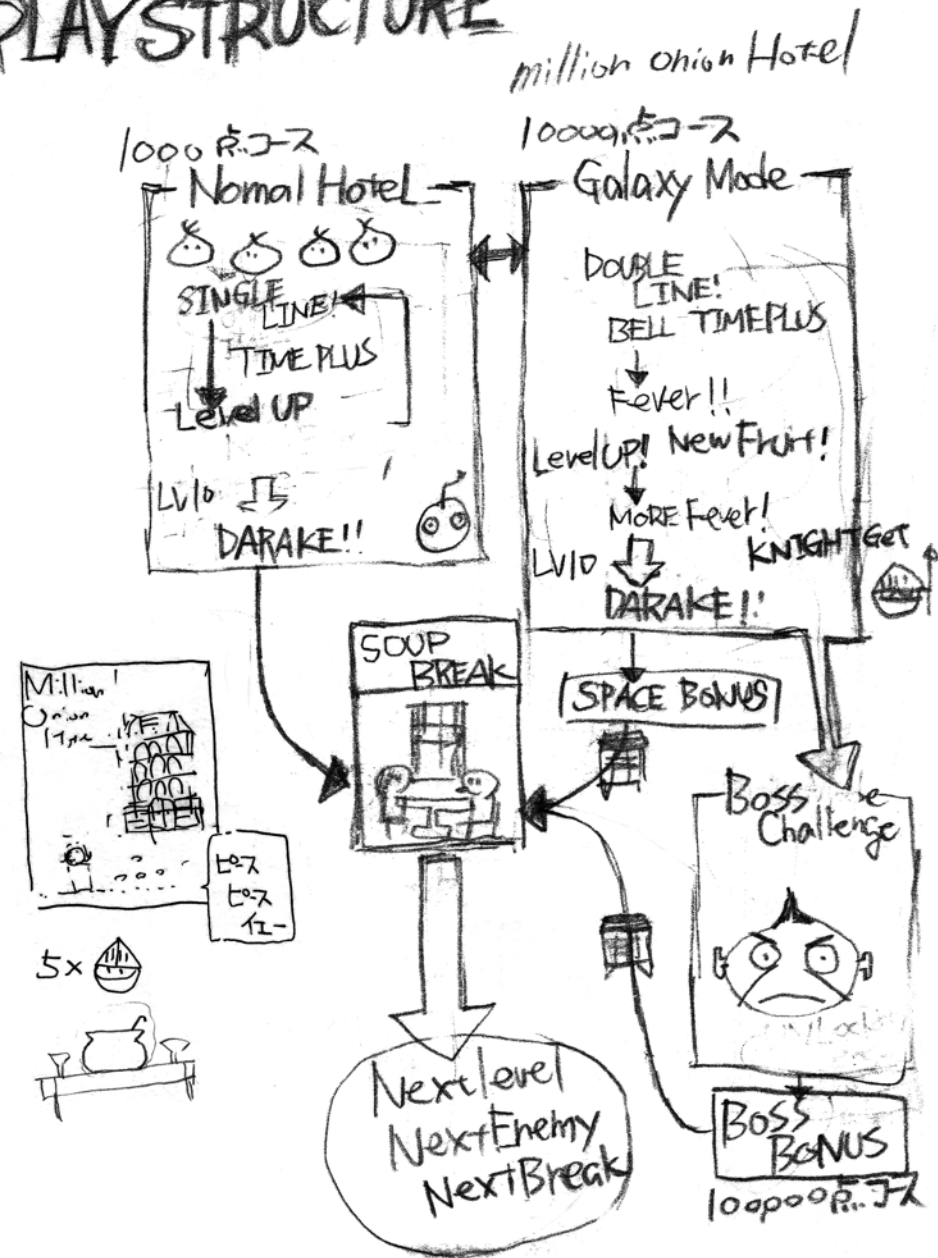 PLAY STRUCTURE
million onion Hotel
1000点コース
Nomal Hotel
SINGLE
LINE!
TIME PLUS
Level UP
LV10
DARAKE!!
10000点コース
Galaxy Mode
DOUBLE
LINE!
BELL TIMEPLUS
Fever!!
LevelUP! New Fruit!
MORE Fever!
KNIGHT GET
LV10
DARAKE!!
SOUP
BREAK
SPACE BONUS
Boss
Challenge
Million
Onion
ピース
ピース
イエー
5×
Next level
Next Enemy
Next Break
BOSS
BONUS
100000点コース